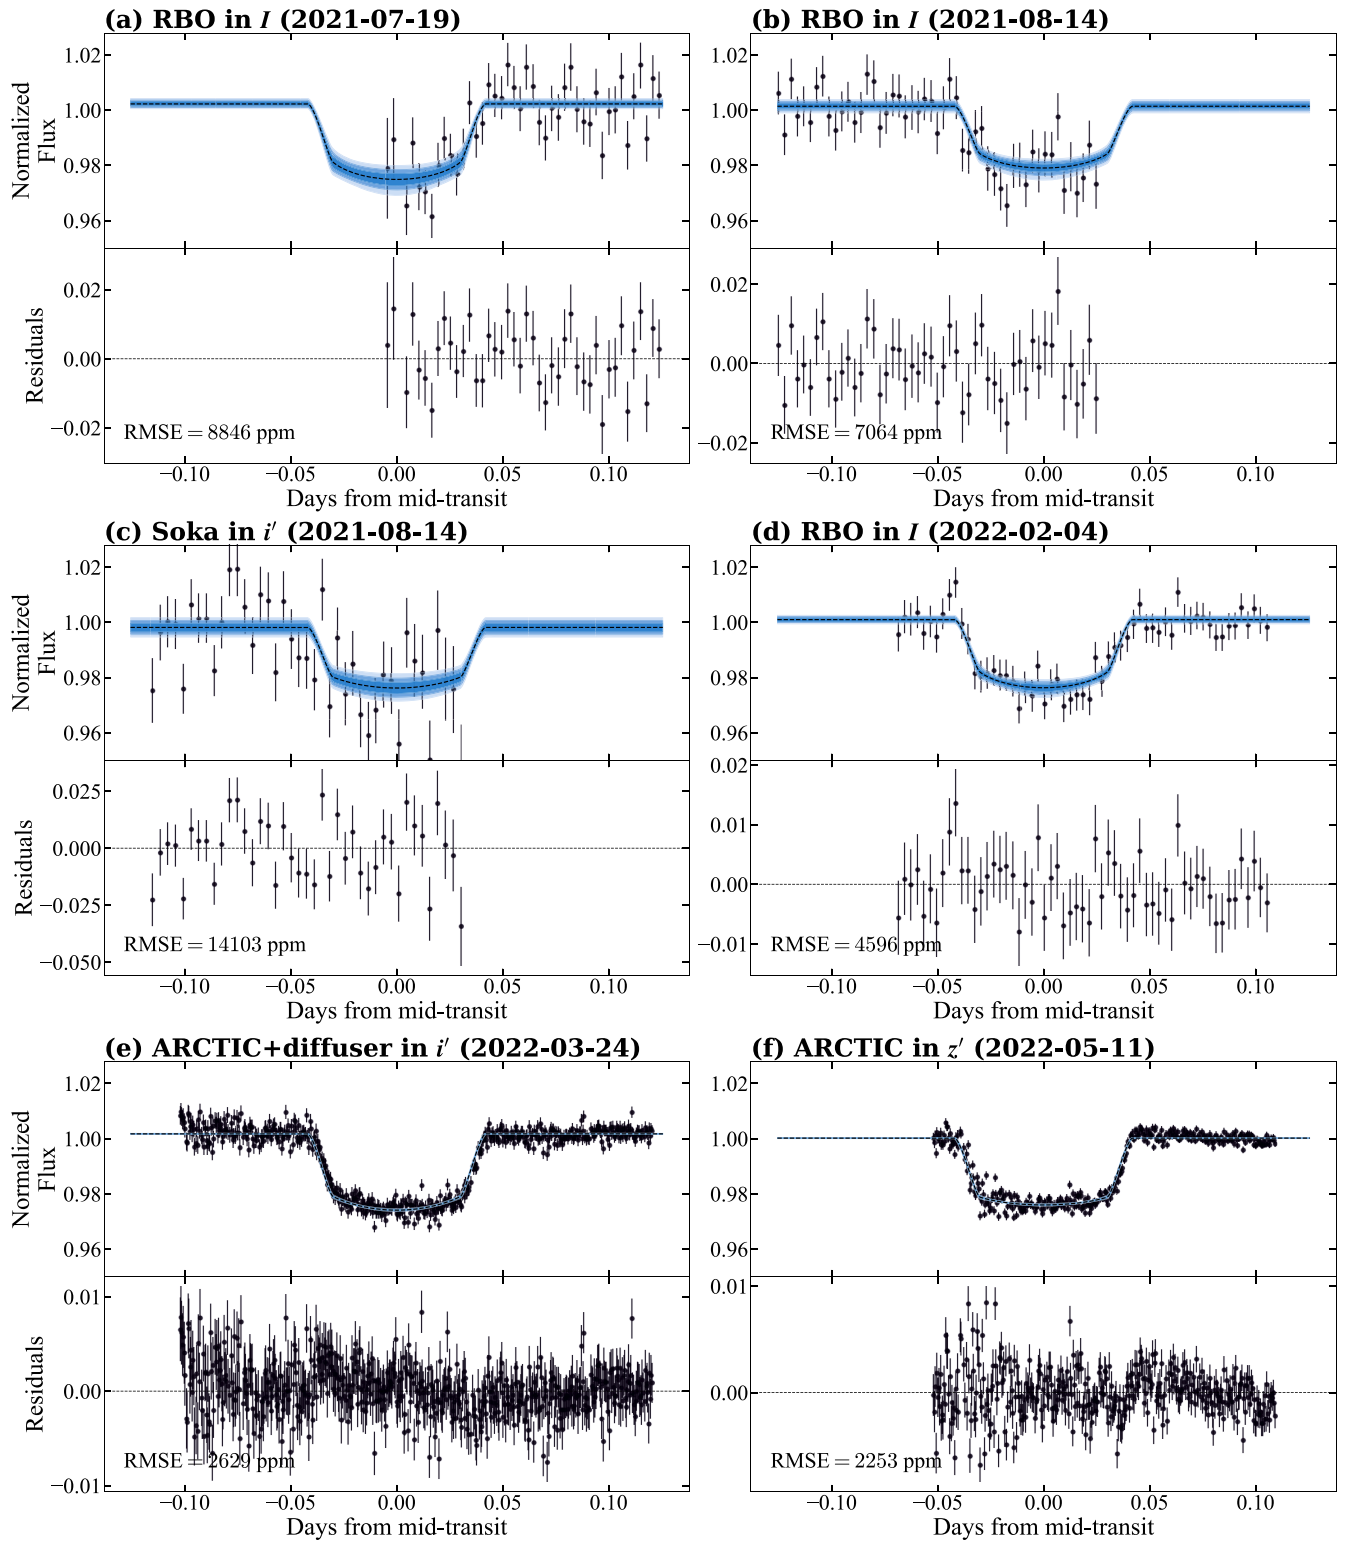 (a) RBO in I (2021-07-19)
1.02
1.00
0.98
0.96
Normalized
Flux
0.02
0.00
−0.02
Residuals
RMSE = 8846 ppm
−0.10 −0.05 0.00 0.05 0.10
Days from mid-transit
(b) RBO in I (2021-08-14)
1.02
1.00
0.98
0.96
0.02
0.00
−0.02
RMSE = 7064 ppm
−0.10 −0.05 0.00 0.05 0.10
Days from mid-transit
(c) Soka in i′ (2021-08-14)
1.02
1.00
0.98
0.96
Normalized
Flux
0.025
0.000
−0.025
−0.050
Residuals
RMSE = 14103 ppm
−0.10 −0.05 0.00 0.05 0.10
Days from mid-transit
(d) RBO in I (2022-02-04)
1.02
1.00
0.98
0.96
0.02
0.01
0.00
−0.01
RMSE = 4596 ppm
−0.10 −0.05 0.00 0.05 0.10
Days from mid-transit
(e) ARCTIC+diffuser in i′ (2022-03-24)
1.02
1.00
0.98
0.96
Normalized
Flux
0.01
0.00
−0.01
Residuals
RMSE = 2629 ppm
−0.10 −0.05 0.00 0.05 0.10
Days from mid-transit
(f) ARCTIC in z′ (2022-05-11)
1.02
1.00
0.98
0.96
0.01
0.00
RMSE = 2253 ppm
−0.10 −0.05 0.00 0.05 0.10
Days from mid-transit